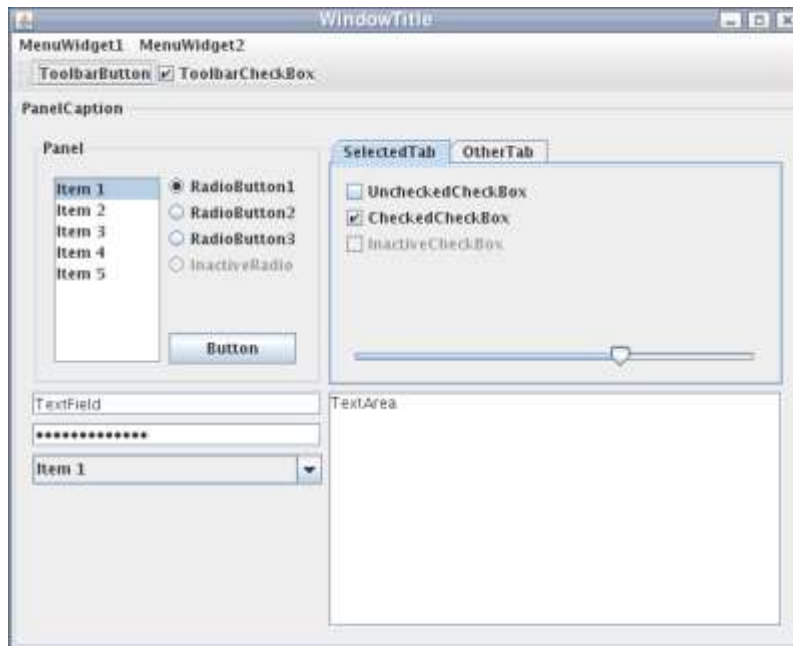 WindowTitle
MenuWidget1 MenuWidget2
ToolbarButton ToolbarCheckBox
PanelCaption
Panel
Item 1
Item 2
Item 3
Item 4
Item 5
RadioButton1
RadioButton2
RadioButton3
InactiveRadio
Button
SelectedTab OtherTab
UncheckedCheckBox
CheckedCheckBox
InactiveCheckBox
TextField
•••••••••••••
Item 1
TextArea